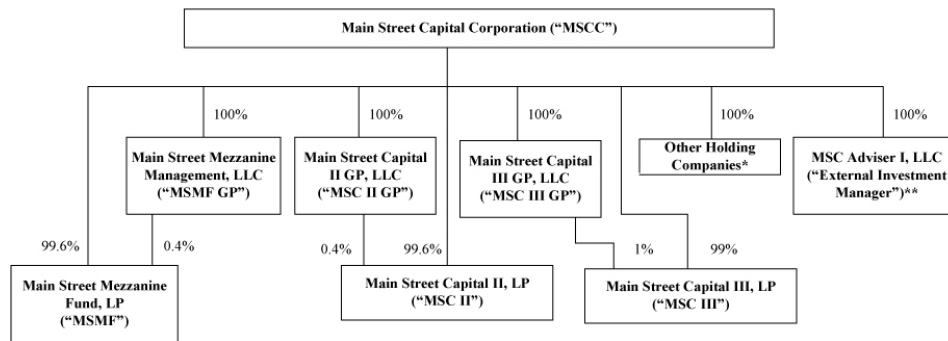 Main Street Capital Corporation (“MSCC”)
100%
100%
100%
100%
100%
Main Street Mezzanine
Management, LLC
(“MSMF GP”)
Main Street Capital
II GP, LLC
(“MSC II GP”)
Main Street Capital
III GP, LLC
(“MSC III GP”)
Other Holding
Companies*
MSC Adviser I, LLC
(“External Investment
Manager”)**
99.6%
0.4%
0.4%
99.6%
1%
99%
Main Street Mezzanine
Fund, LP
(“MSMF”)
Main Street Capital II, LP
(“MSC II”)
Main Street Capital III, LP
(“MSC III”)